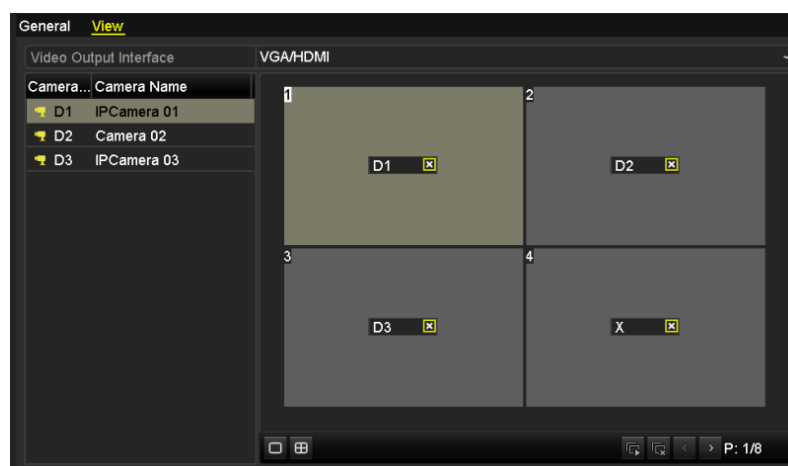 General View
Video Output Interface VGA/HDMI
Camera... Camera Name
D1 IPCamera 01
D2 Camera 02
D3 IPCamera 03
1
2
D1
D2
3
4
D3
X
P: 1/8